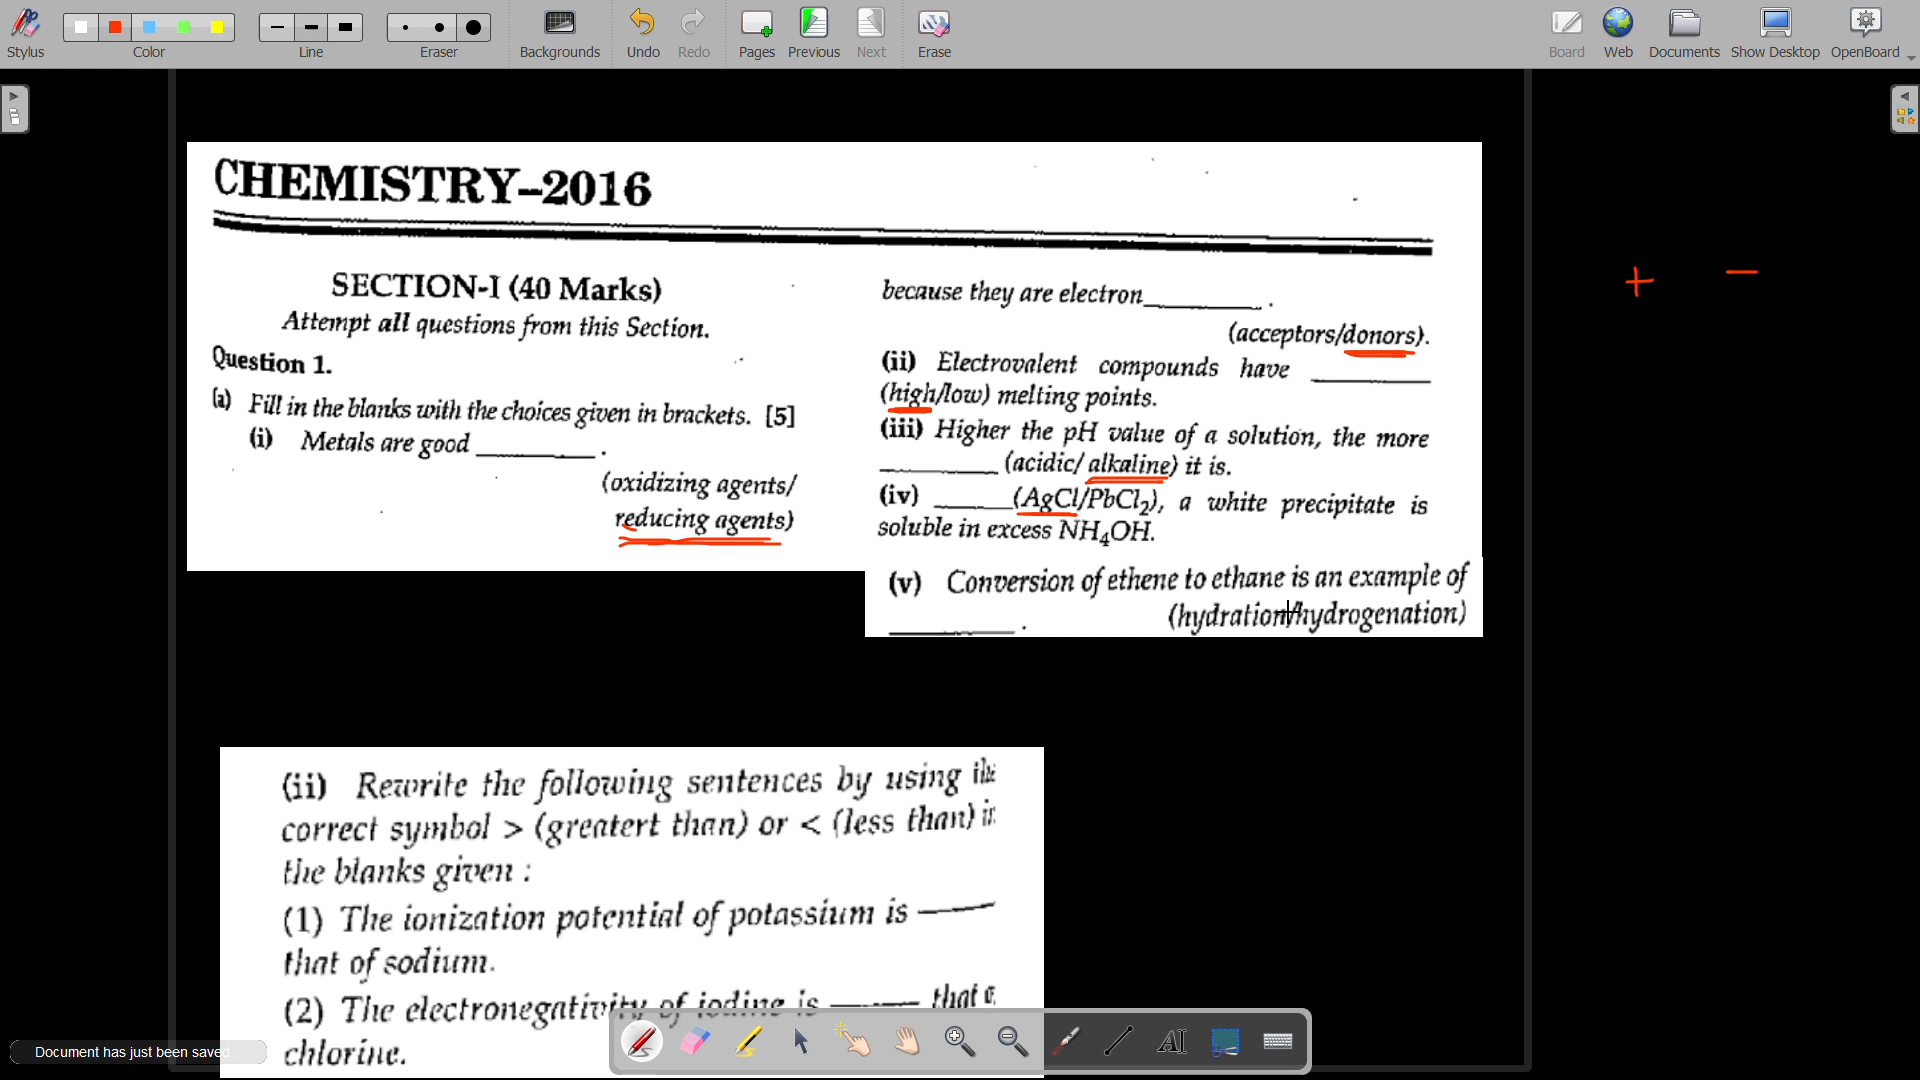 Stylus
Color
Line
Eraser
Backgrounds
Undo
Redo
Pages
Previous
Next
Erase
Board
Web
Documents
Show Desktop
OpenBoard
CHEMISTRY–2016
SECTION-I (40 Marks)
Attempt all questions from this Section.
Question 1.
(a) Fill in the blanks with the choices given in brackets. [5]
(i) Metals are good ________ .
(oxidizing agents/
reducing agents)
because they are electron________ .
(acceptors/donors).
(ii) Electrovalent compounds have ________
(high/low) melting points.
(iii) Higher the pH value of a solution, the more
________ (acidic/ alkaline) it is.
(iv) _____(AgCl/PbCl₂), a white precipitate is
soluble in excess NH₄OH.
(v) Conversion of ethene to ethane is an example of
________ . (hydration/hydrogenation)
+ −
(ii) Rewrite the following sentences by using the
correct symbol > (greatert than) or < (less than) in
the blanks given :
(1) The ionization potential of potassium is _____
that of sodium.
(2) The electronegativity of iodine is _____ that
chlorine.
Document has just been saved...
AI